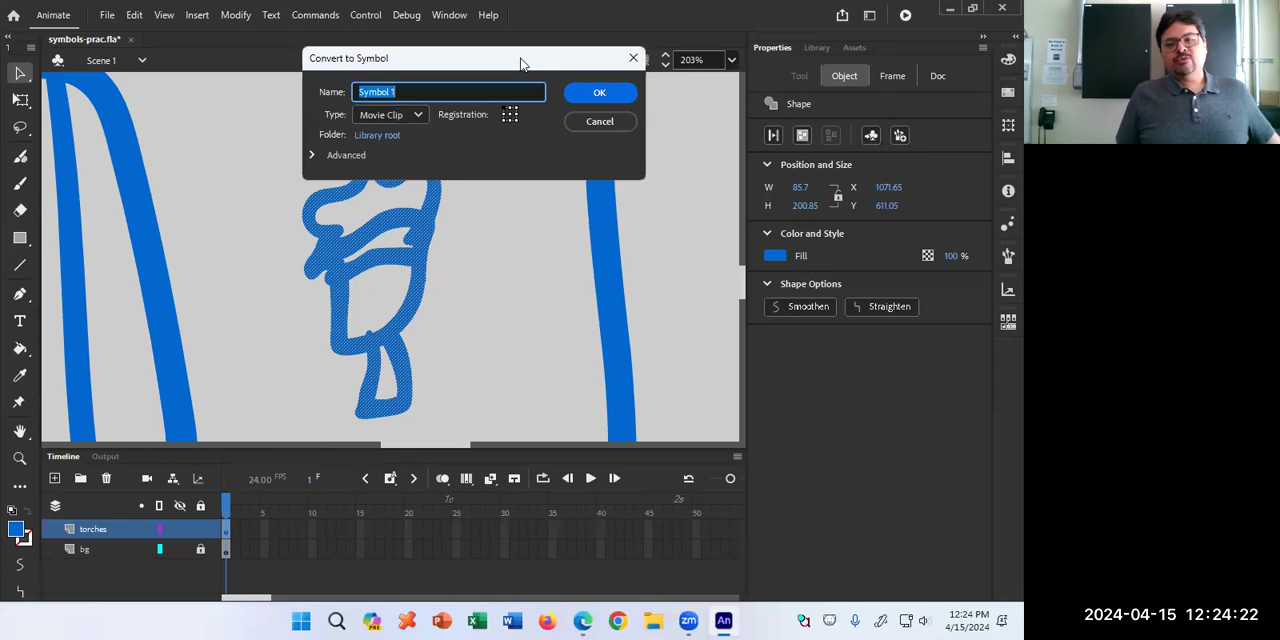 Animate File Edit View Insert Modify Text Commands Control Debug Window Help
symbols-prac.fla*
Scene 1
203%
Convert to Symbol
Name: Symbol 1
OK
Type: Movie Clip Registration:
Cancel
Folder: Library root
Advanced
Properties Library Assets
Tool Object Frame Doc
Shape
Position and Size
W 85.7 X 1071.65
H 200.85 Y 611.05
Color and Style
Fill 100 %
Shape Options
Smoothen Straighten
Timeline Output
24.00 FPS 1 F
1s 2s
5 10 15 20 25 30 35 40 45 50
torches
bg
12:24 PM
4/15/2024
2024-04-15 12:24:22